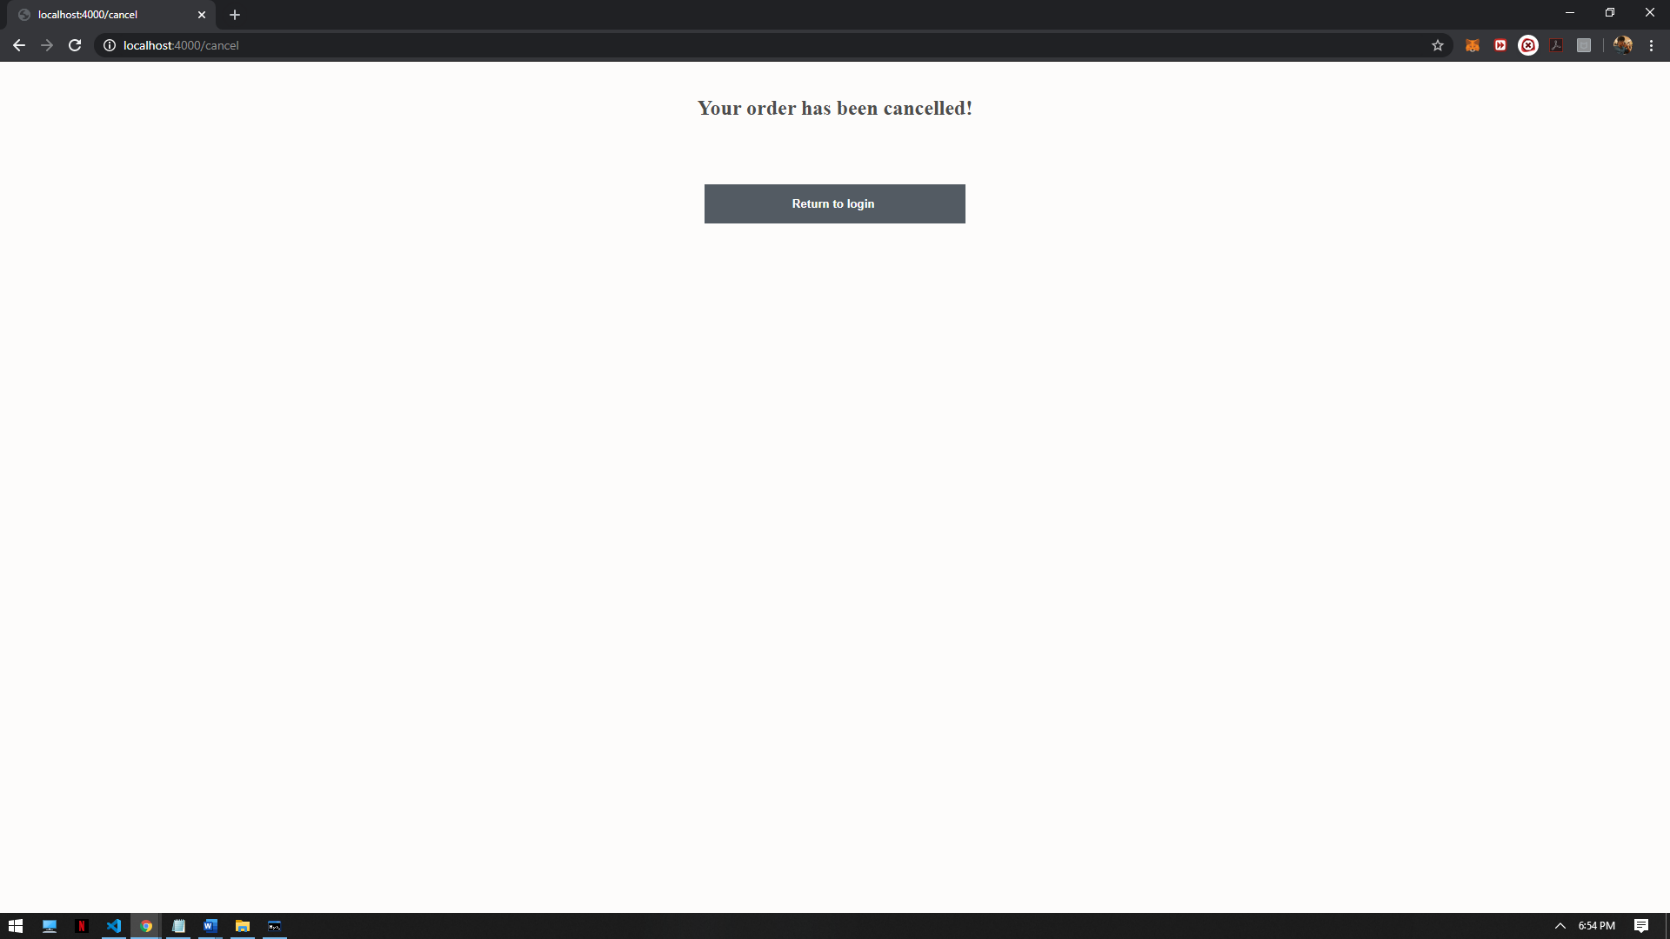 localhost:4000/cancel
localhost:4000/cancel
Your order has been cancelled!
Return to login
6:54 PM